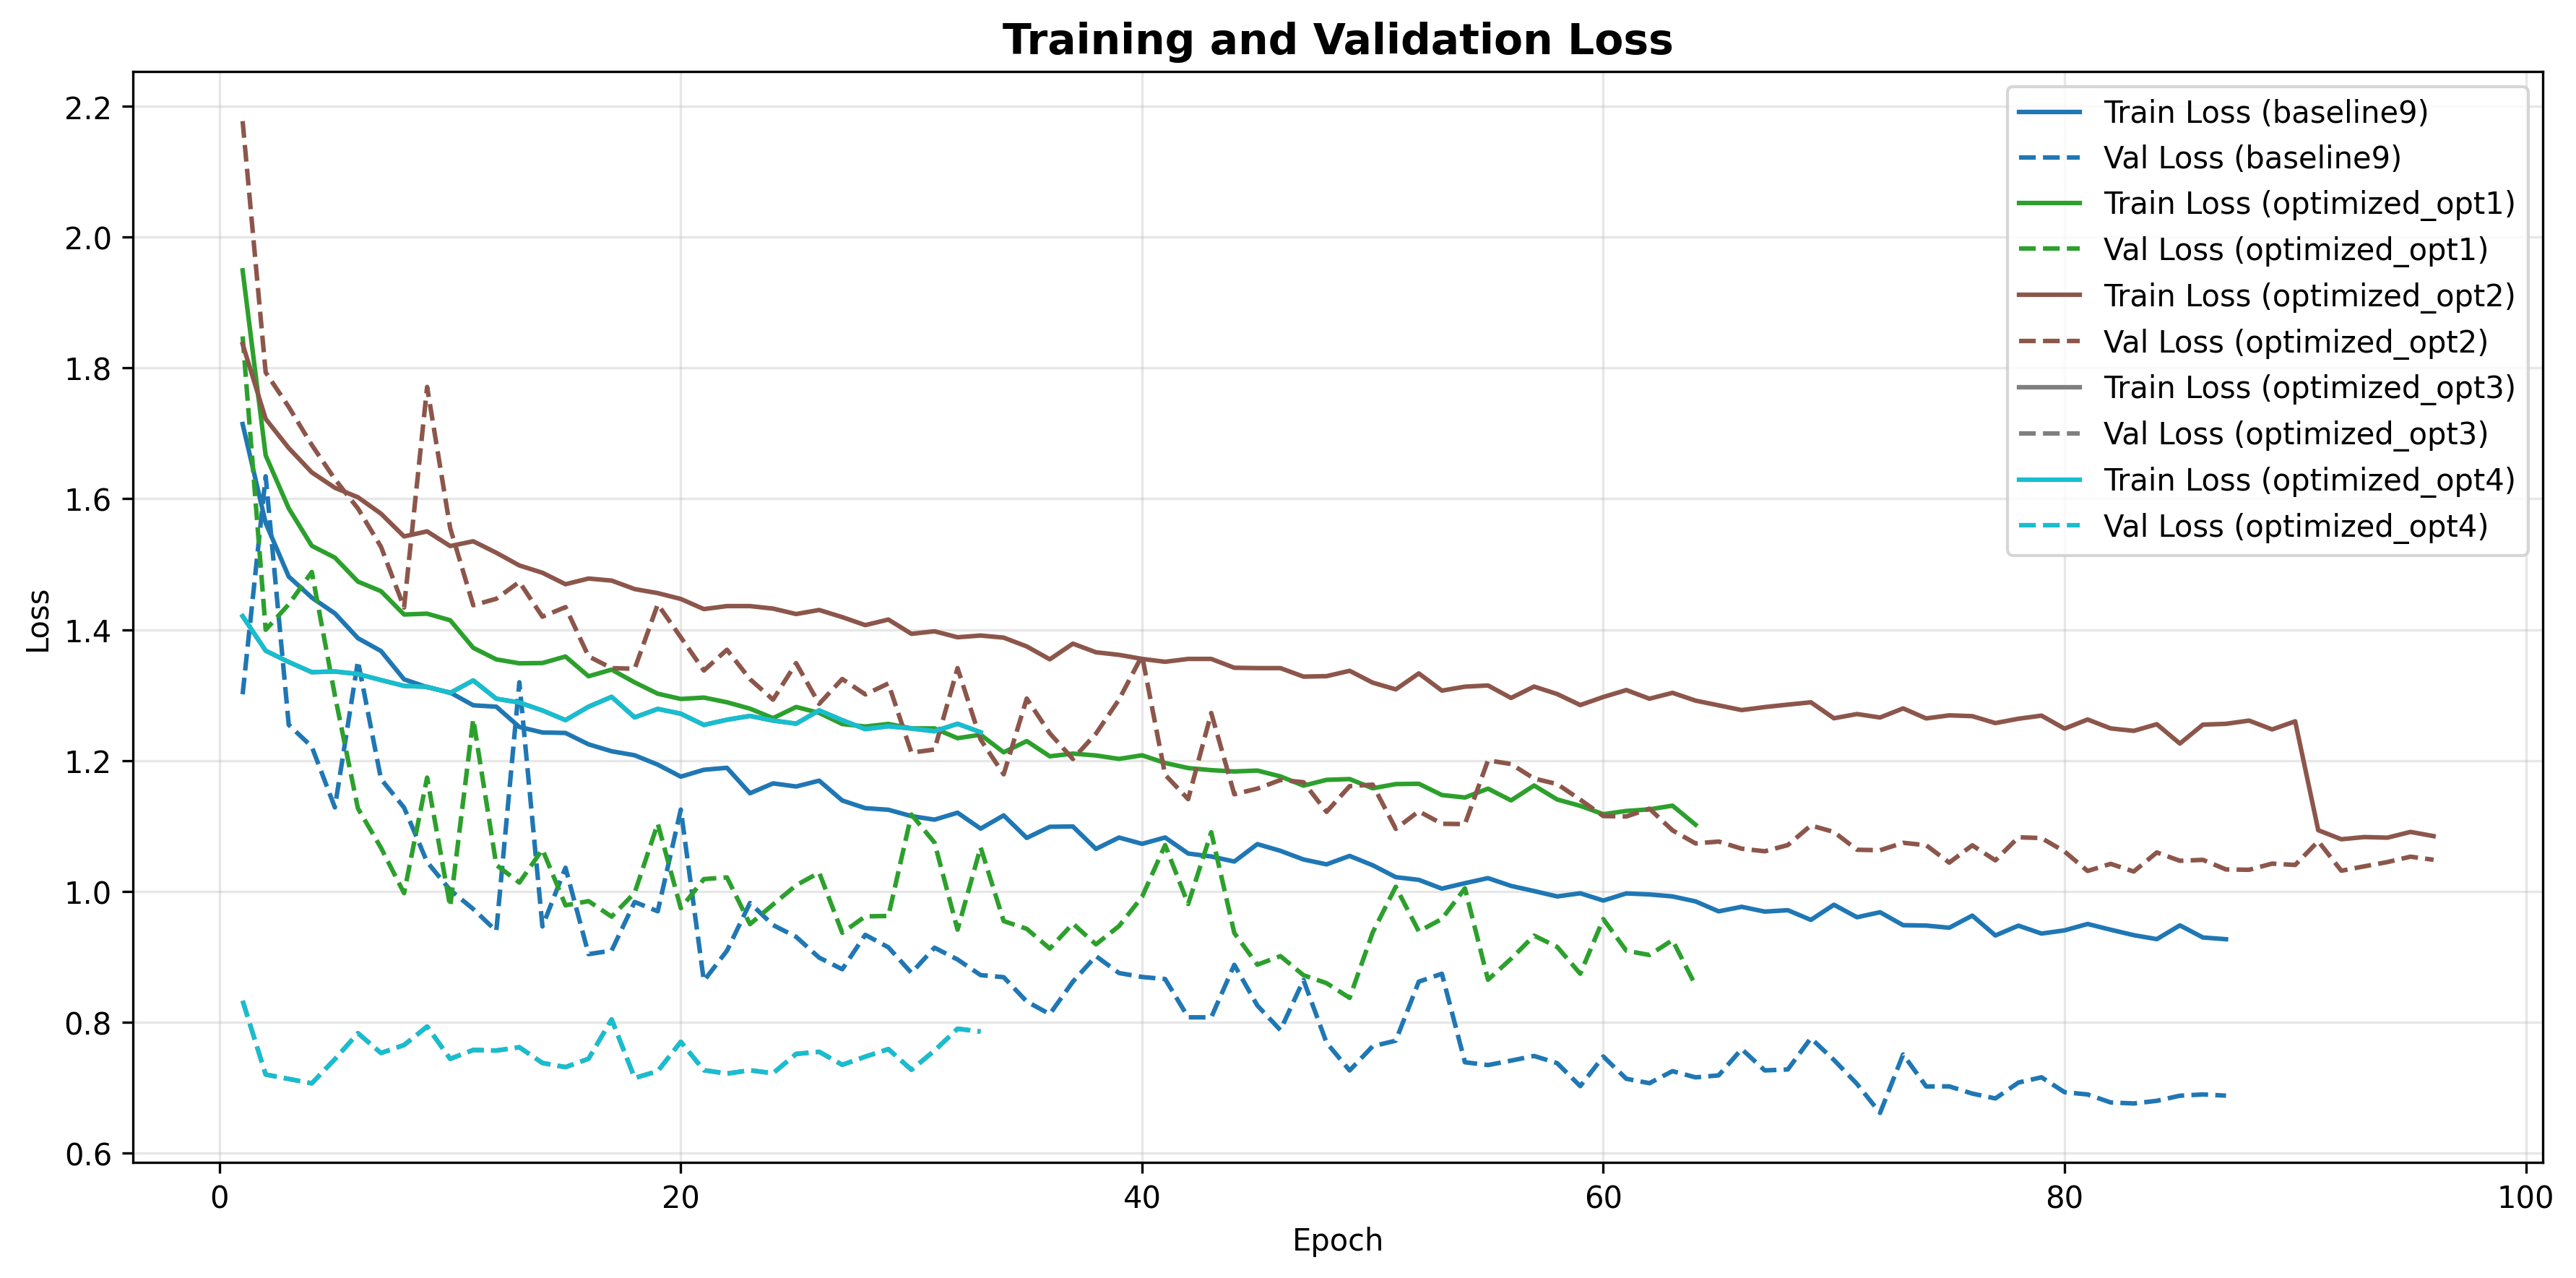 Training and Validation Loss
2.2
2.0
1.8
1.6
1.4
1.2
1.0
0.8
0.6
Loss
Train Loss (baseline9)
Val Loss (baseline9)
Train Loss (optimized_opt1)
Val Loss (optimized_opt1)
Train Loss (optimized_opt2)
Val Loss (optimized_opt2)
Train Loss (optimized_opt3)
Val Loss (optimized_opt3)
Train Loss (optimized_opt4)
Val Loss (optimized_opt4)
0 20 40 60 80 100
Epoch